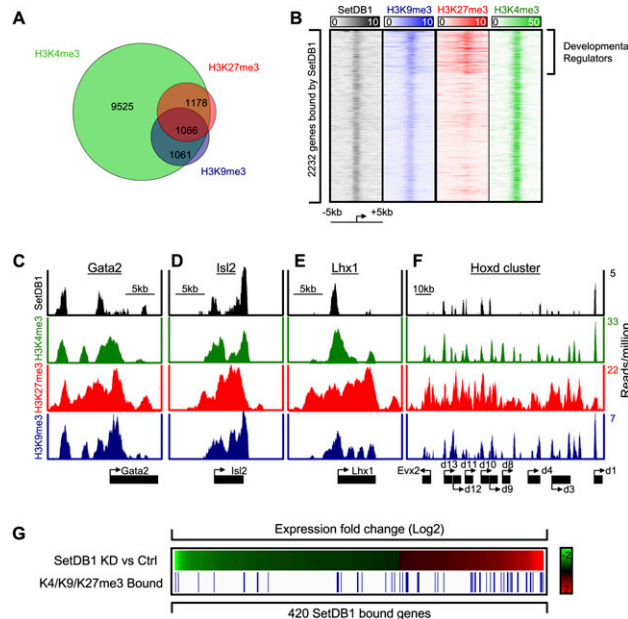 A
H3K4me3
H3K27me3
9525
1178
1066
1061
H3K9me3
B
SetDB1
H3K9me3
H3K27me3
H3K4me3
0 10
0 10
0 10
0 50
2232 genes bound by SetDB1
Developmental
Regulators
-5kb
+5kb
C
Gata2
D
Isl2
E
Lhx1
F
Hoxd cluster
5kb
5kb
5kb
10kb
SetDB1
5
H3K4me3
33
H3K27me3
22
H3K9me3
7
Reads/million
Gata2
Isl2
Lhx1
Evx2
d13
d11
d10
d8
d4
d1
d12
d9
d3
G
Expression fold change (Log2)
SetDB1 KD vs Ctrl
K4/K9/K27me3 Bound
420 SetDB1 bound genes